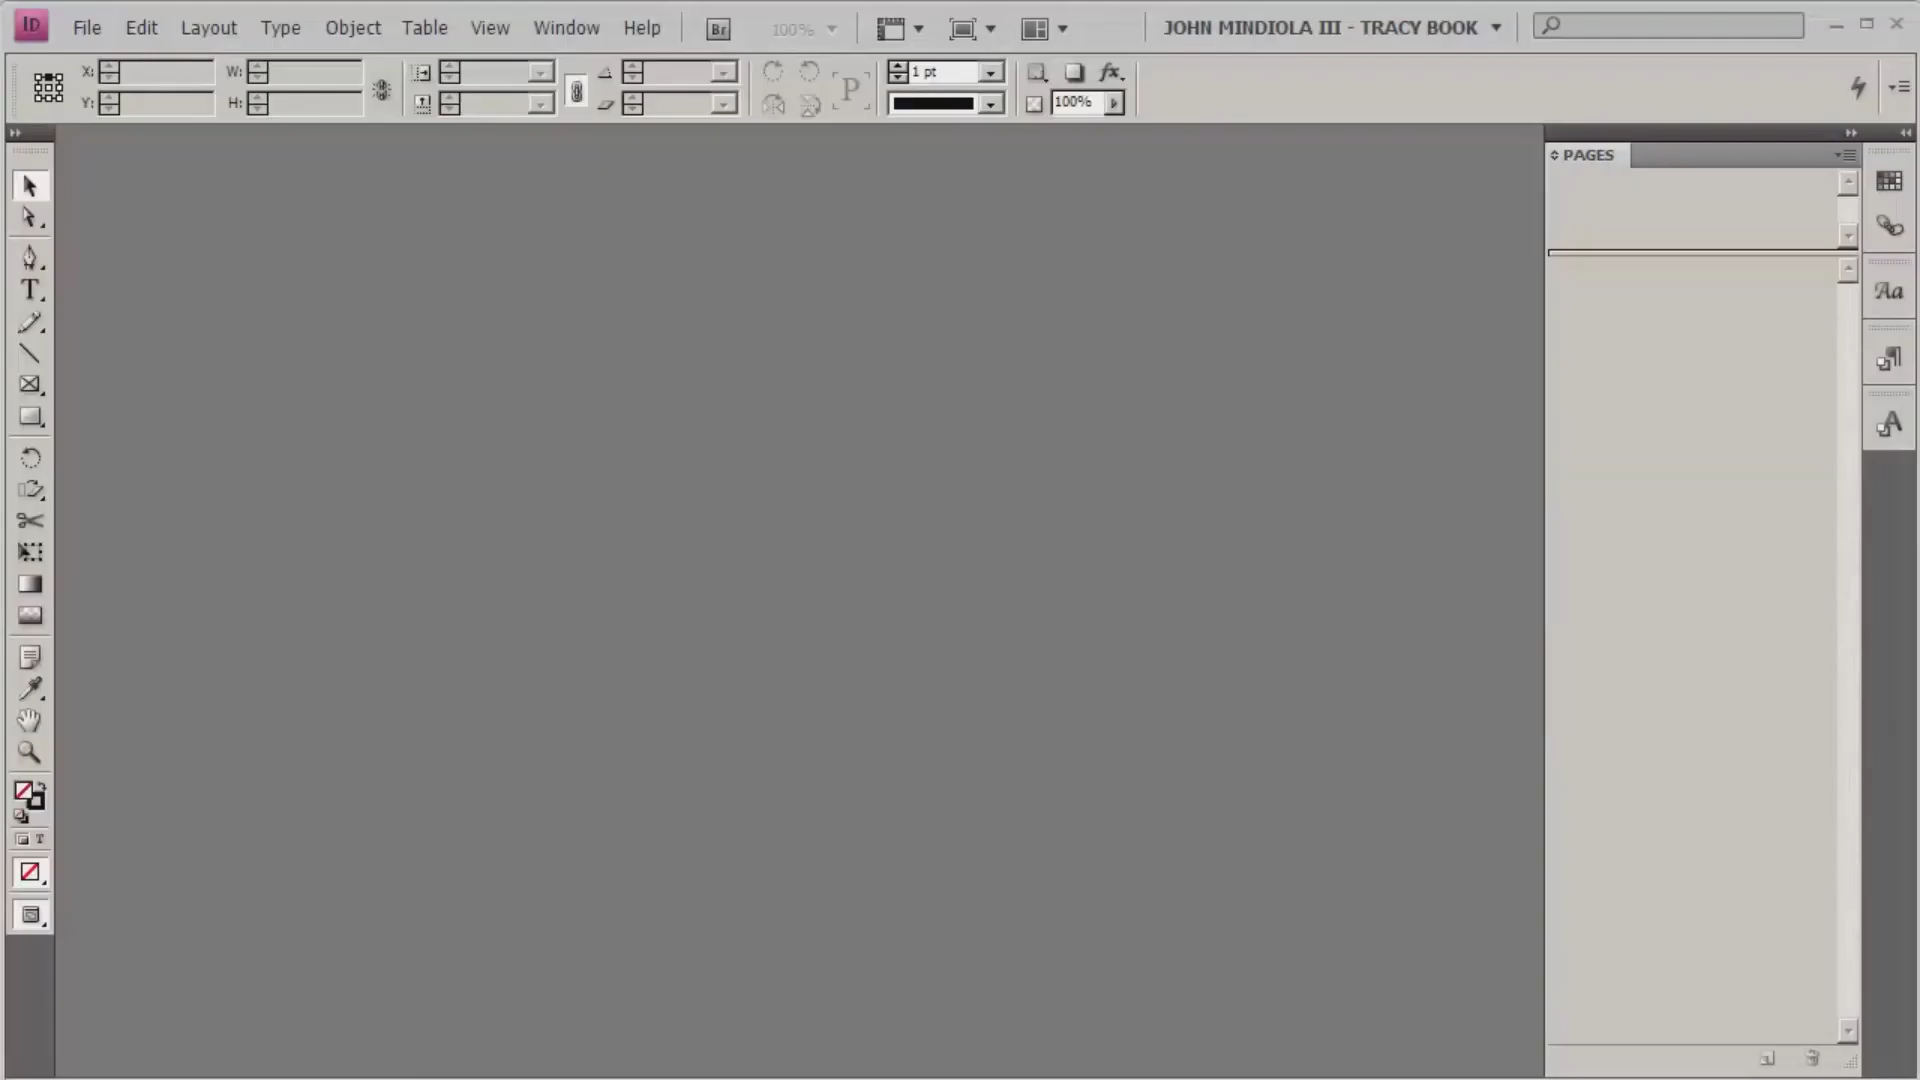 ID File Edit Layout Type Object Table View Window Help Br 100% JOHN MINDIOLA III - TRACY BOOK
X: W: 1 pt fx
Y: H: P 100%
PAGES
T
Aa
A
T